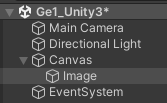 Ge1_Unity3*
Main Camera
Directional Light
Canvas
Image
EventSystem